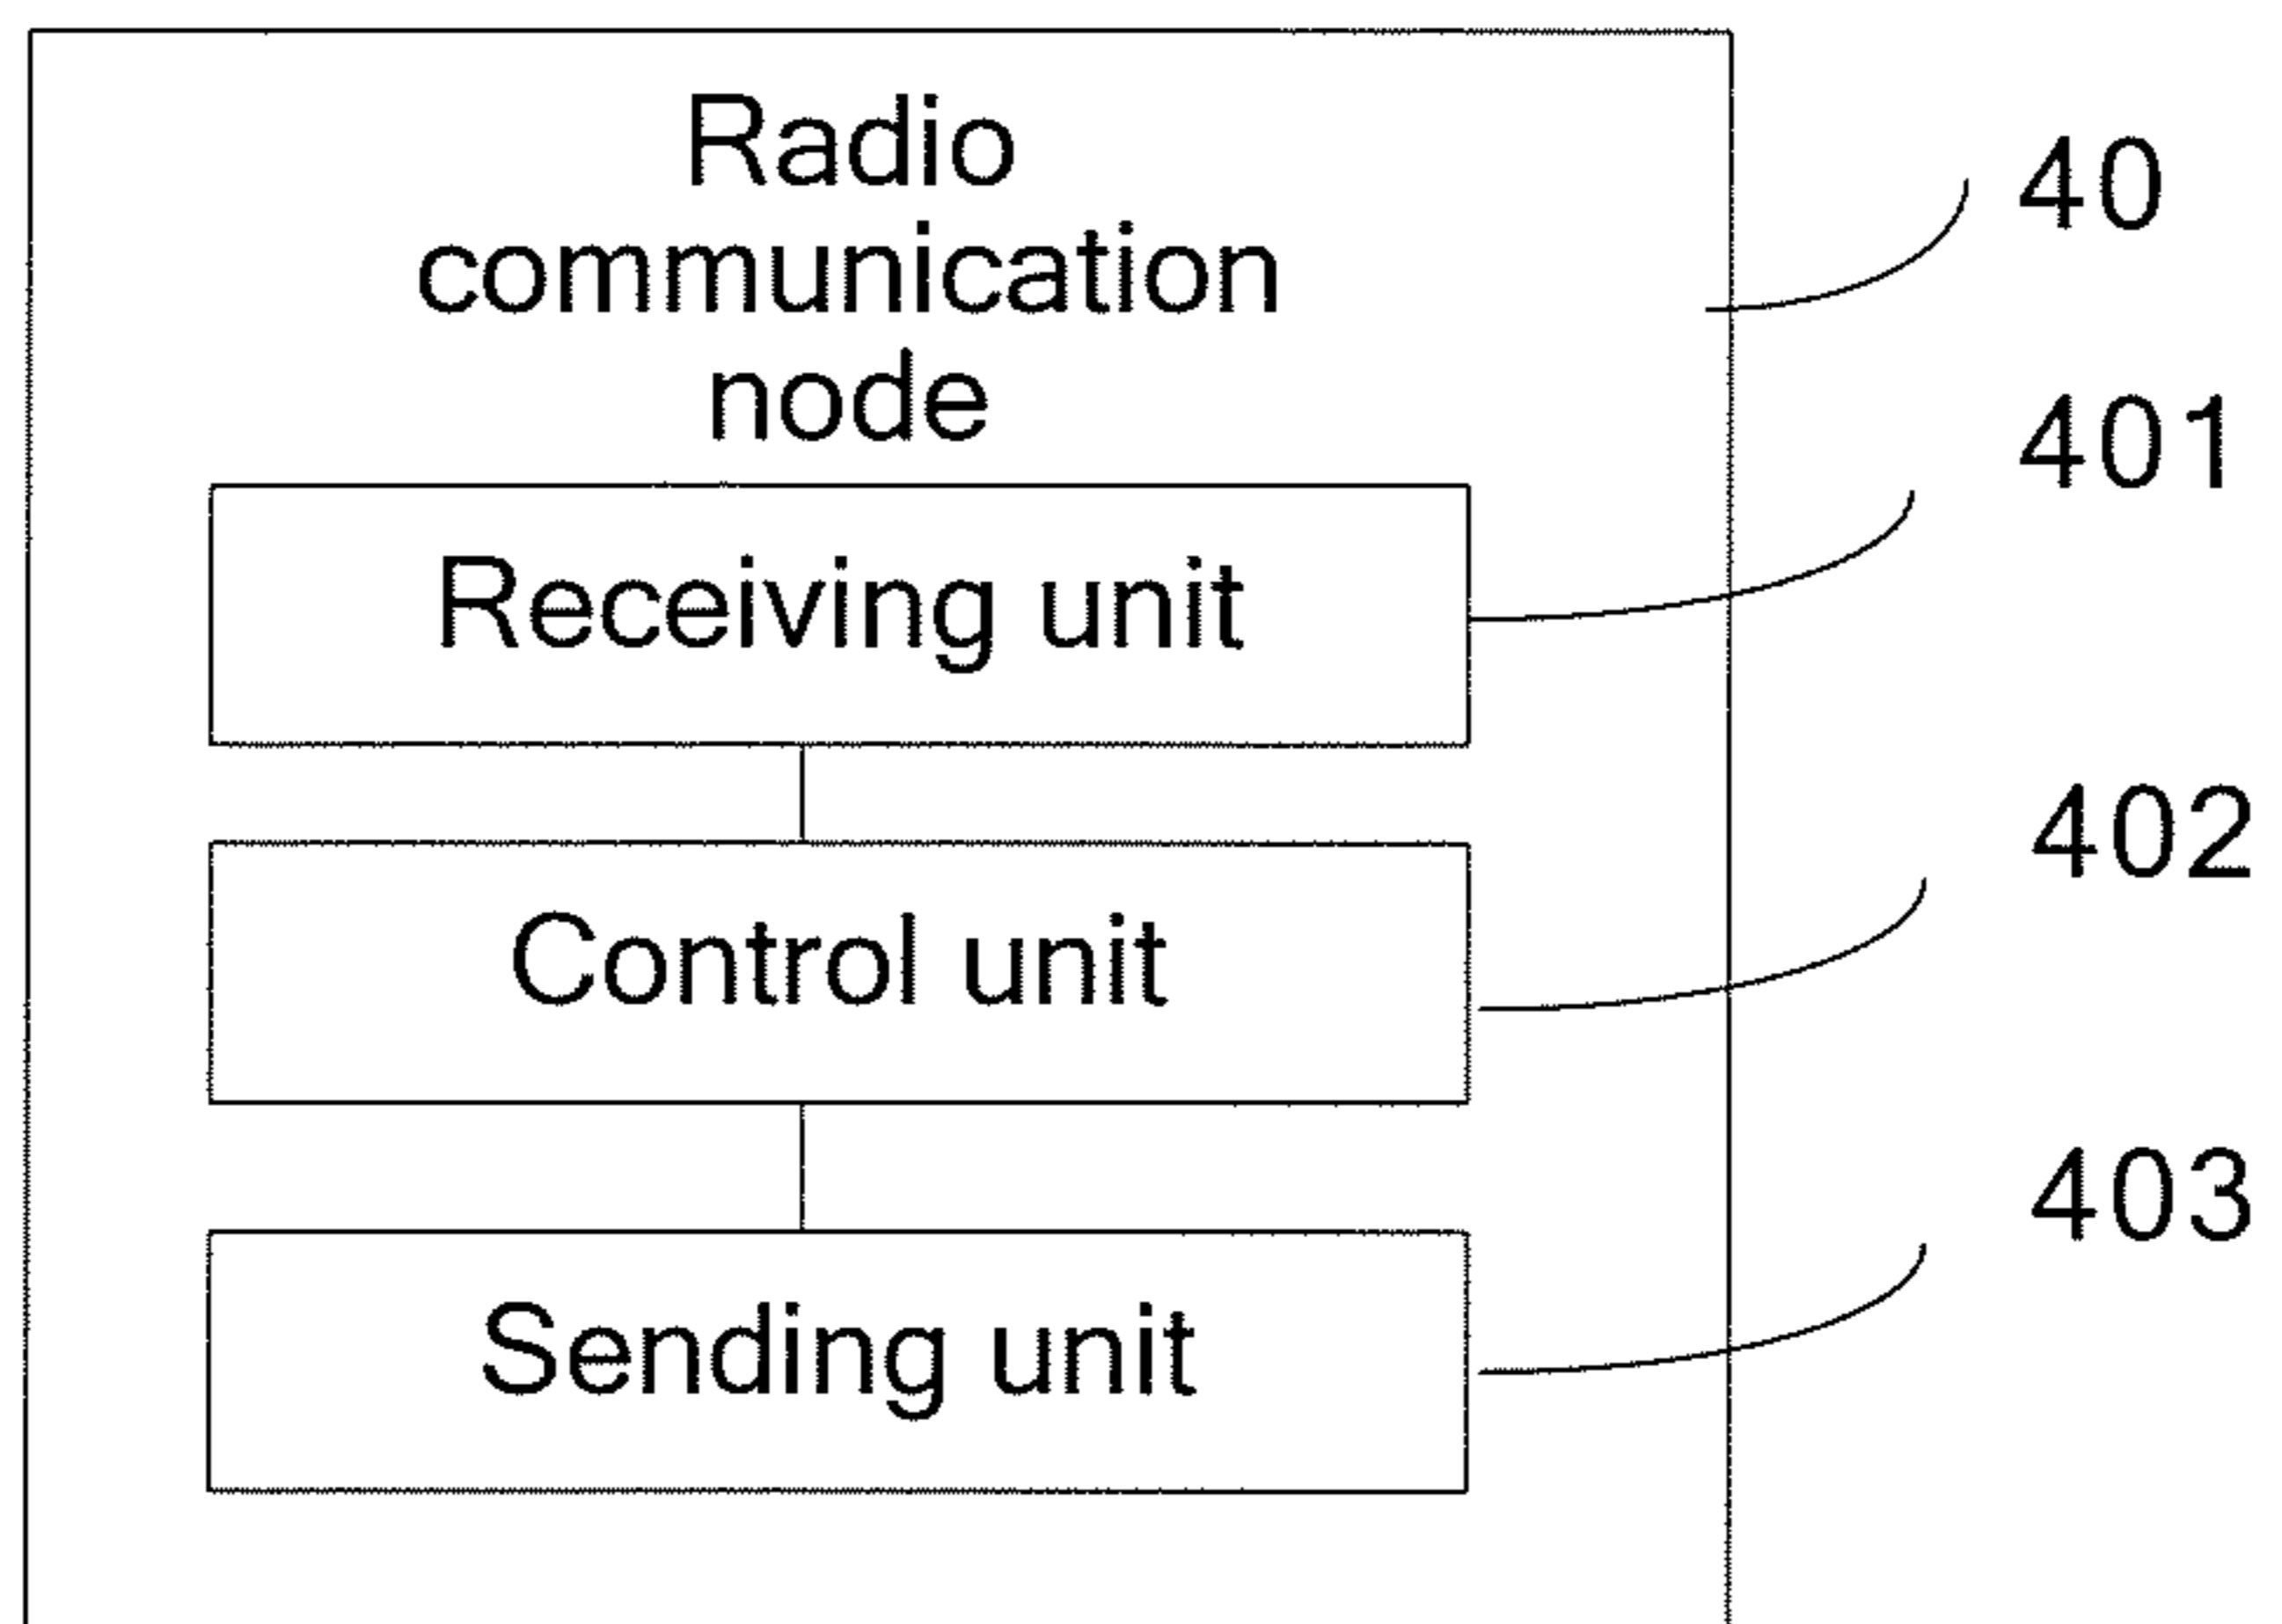 Radio
communication
node
40
401
Receiving unit
402
Control unit
403
Sending unit